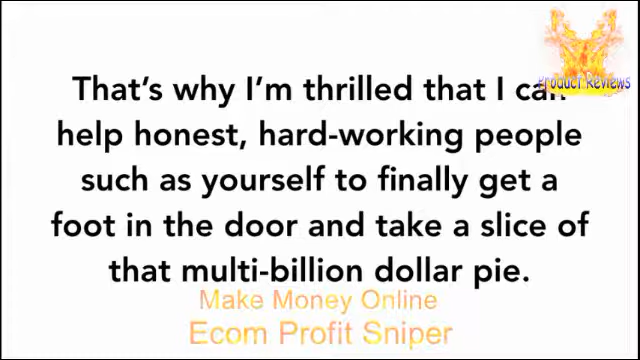 Product Reviews
That's why I'm thrilled that I can
help honest, hard-working people
such as yourself to finally get a
foot in the door and take a slice of
that multi-billion dollar pie.
Make Money Online
Ecom Profit Sniper